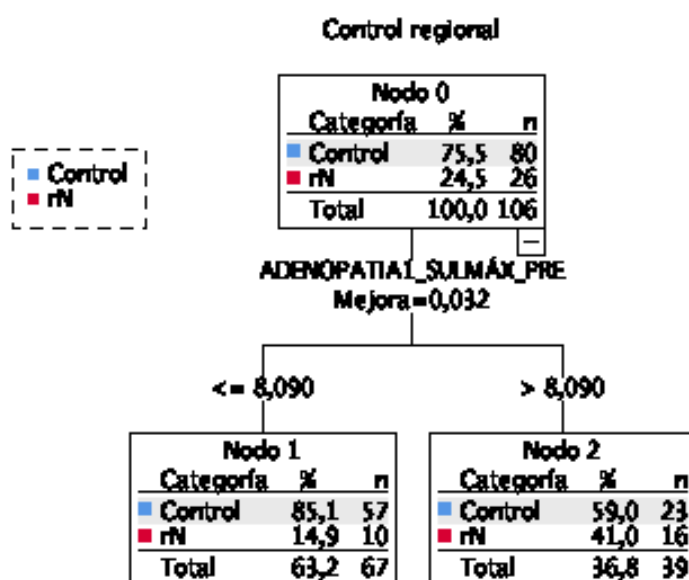 Control regional
Nodo 0
Categoría % n
Control 75,5 80
rN 24,5 26
Total 100,0 106
Control
rN
ADENOPATIA1_SULMÁX_PRE
Mejora=0,032
<= 8,090 > 8,090
Nodo 1 Nodo 2
Categoría % n Categoría % n
Control 85,1 57 Control 59,0 23
rN 14,9 10 rN 41,0 16
Total 63,2 67 Total 36,8 39